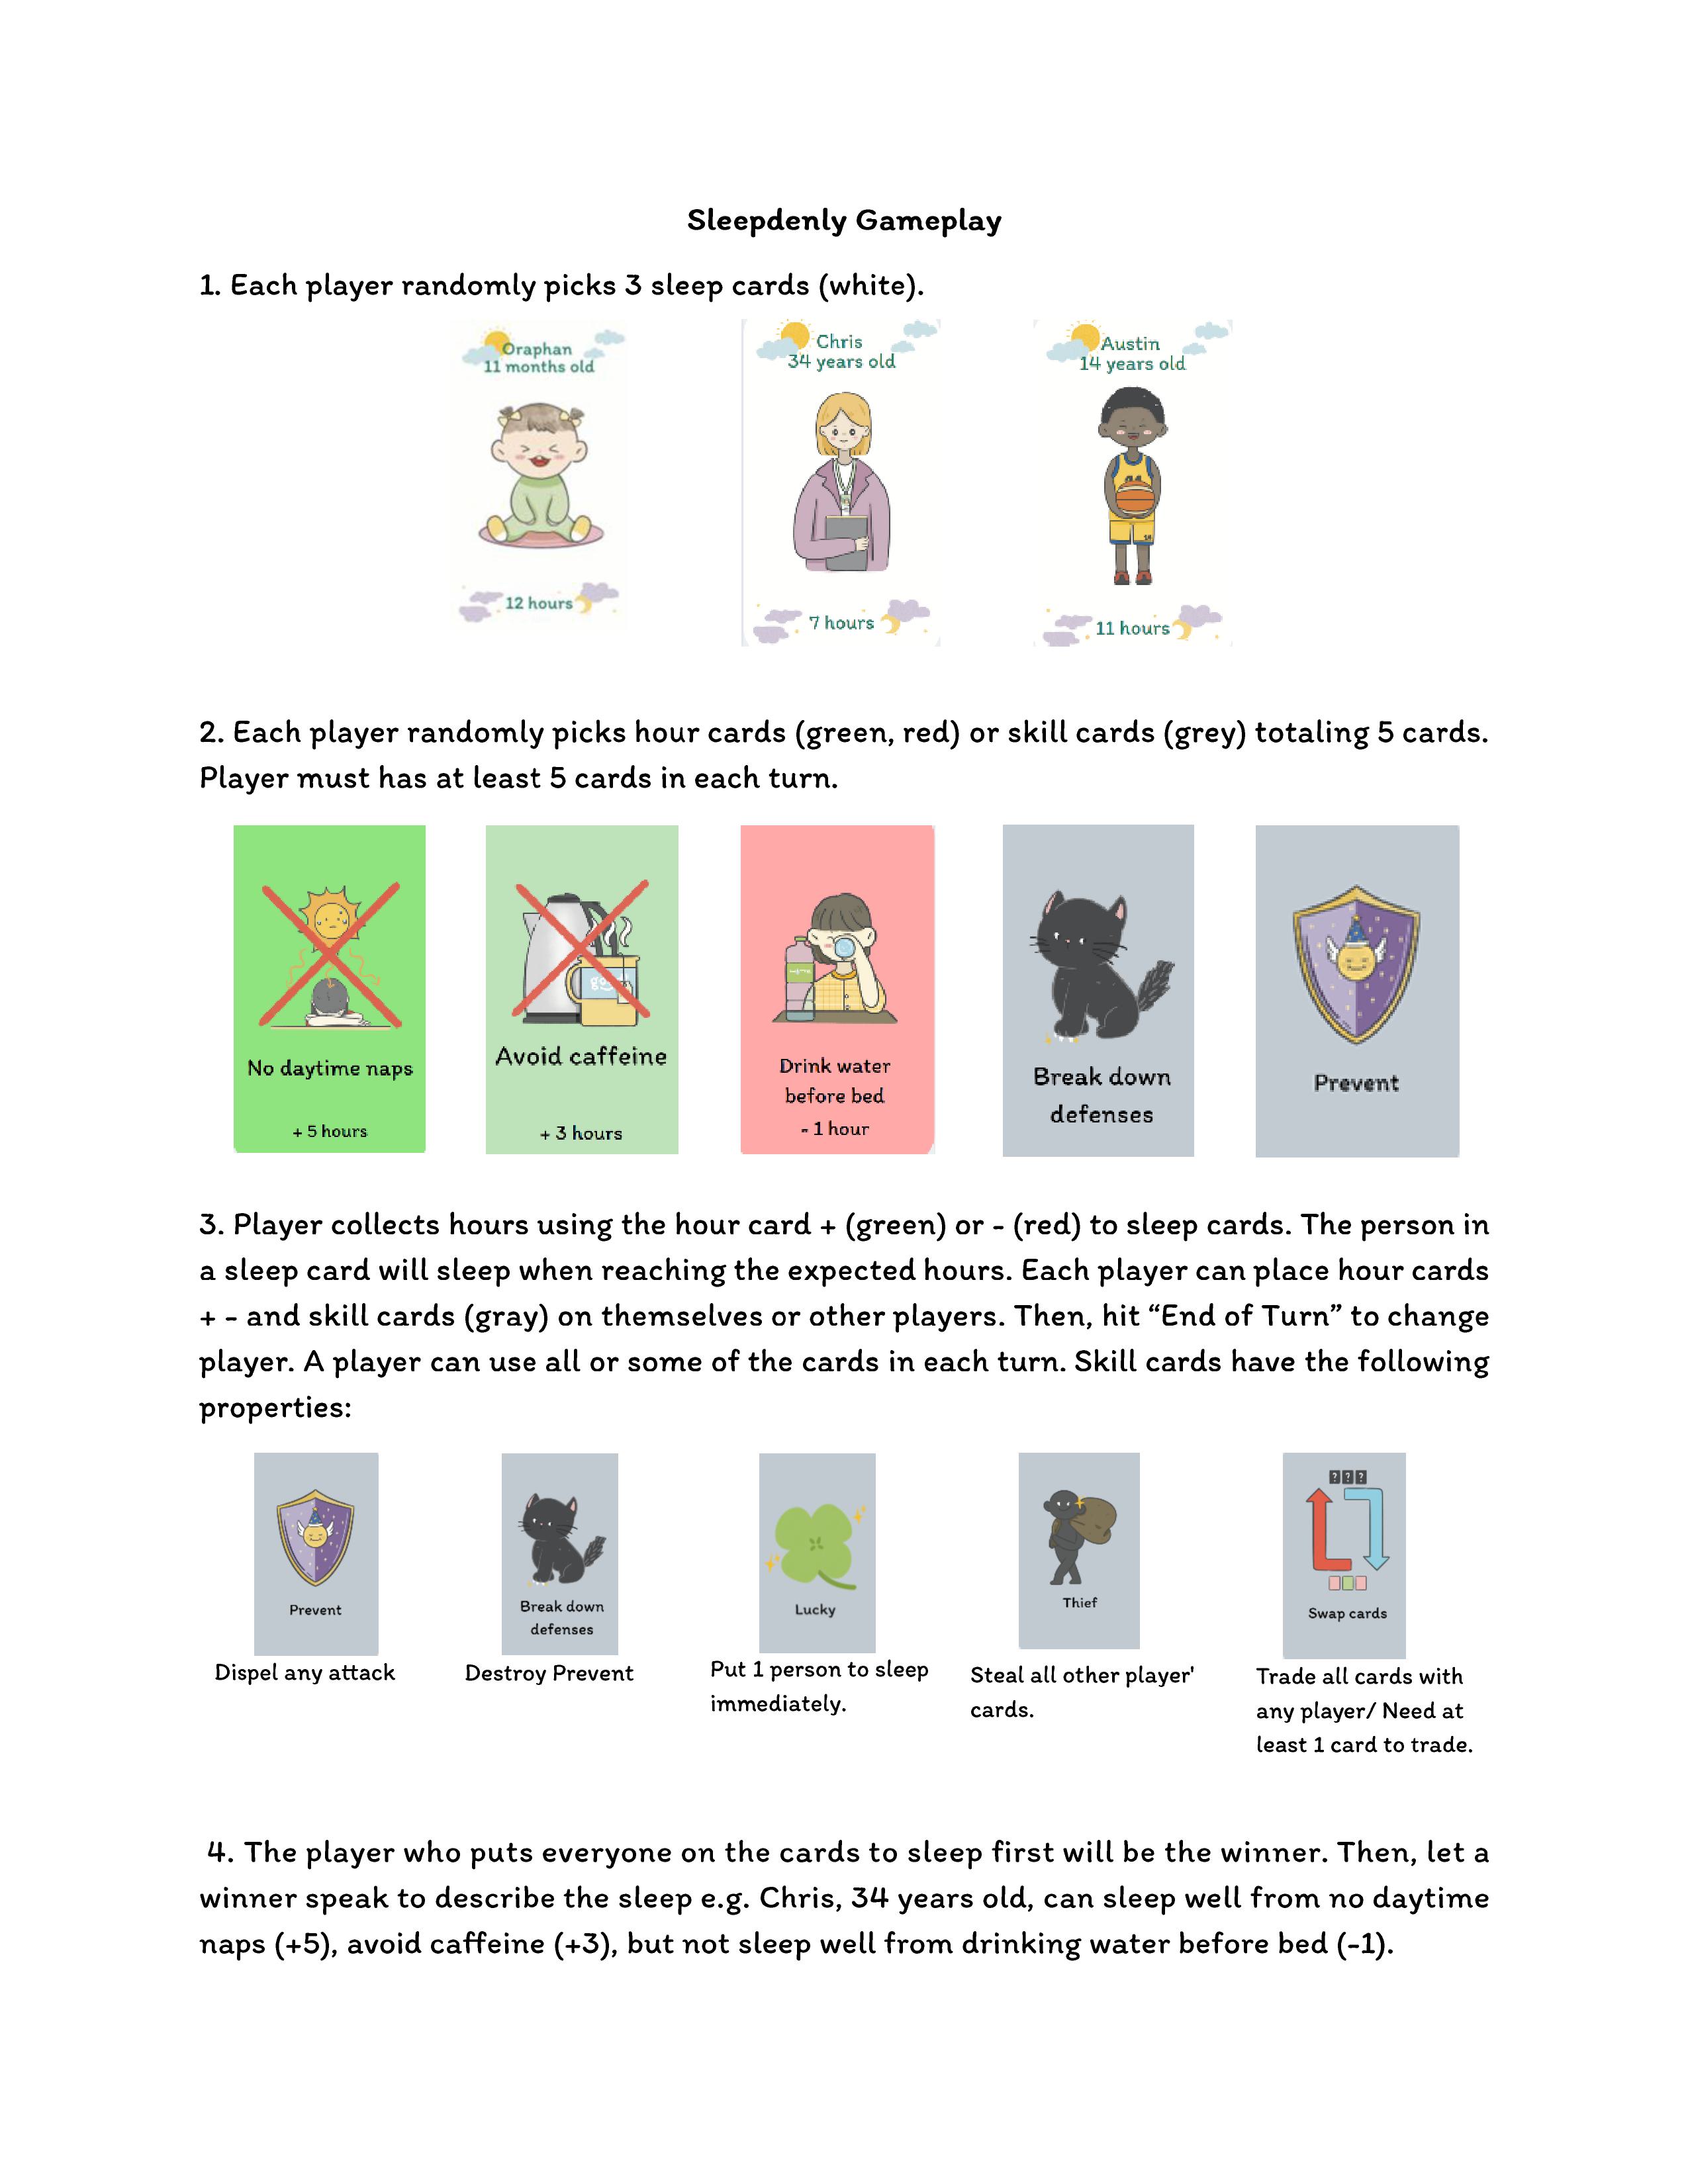 Sleepdenly Gameplay
1. Each player randomly picks 3 sleep cards (white).
Oraphan
11 months old
12 hours
Chris
34 years old
7 hours
Austin
14 years old
11 hours
2. Each player randomly picks hour cards (green, red) or skill cards (grey) totaling 5 cards.
Player must has at least 5 cards in each turn.
No daytime naps
+ 5 hours
Avoid caffeine
+ 3 hours
Drink water
before bed
- 1 hour
Break down
defenses
Prevent
3. Player collects hours using the hour card + (green) or - (red) to sleep cards. The person in
a sleep card will sleep when reaching the expected hours. Each player can place hour cards
+ - and skill cards (gray) on themselves or other players. Then, hit “End of Turn” to change
player. A player can use all or some of the cards in each turn. Skill cards have the following
properties:
Prevent
Dispel any attack
Break down
defenses
Destroy Prevent
Lucky
Put 1 person to sleep
immediately.
Thief
Steal all other player'
cards.
? ? ?
Swap cards
Trade all cards with
any player/ Need at
least 1 card to trade.
4. The player who puts everyone on the cards to sleep first will be the winner. Then, let a
winner speak to describe the sleep e.g. Chris, 34 years old, can sleep well from no daytime
naps (+5), avoid caffeine (+3), but not sleep well from drinking water before bed (-1).